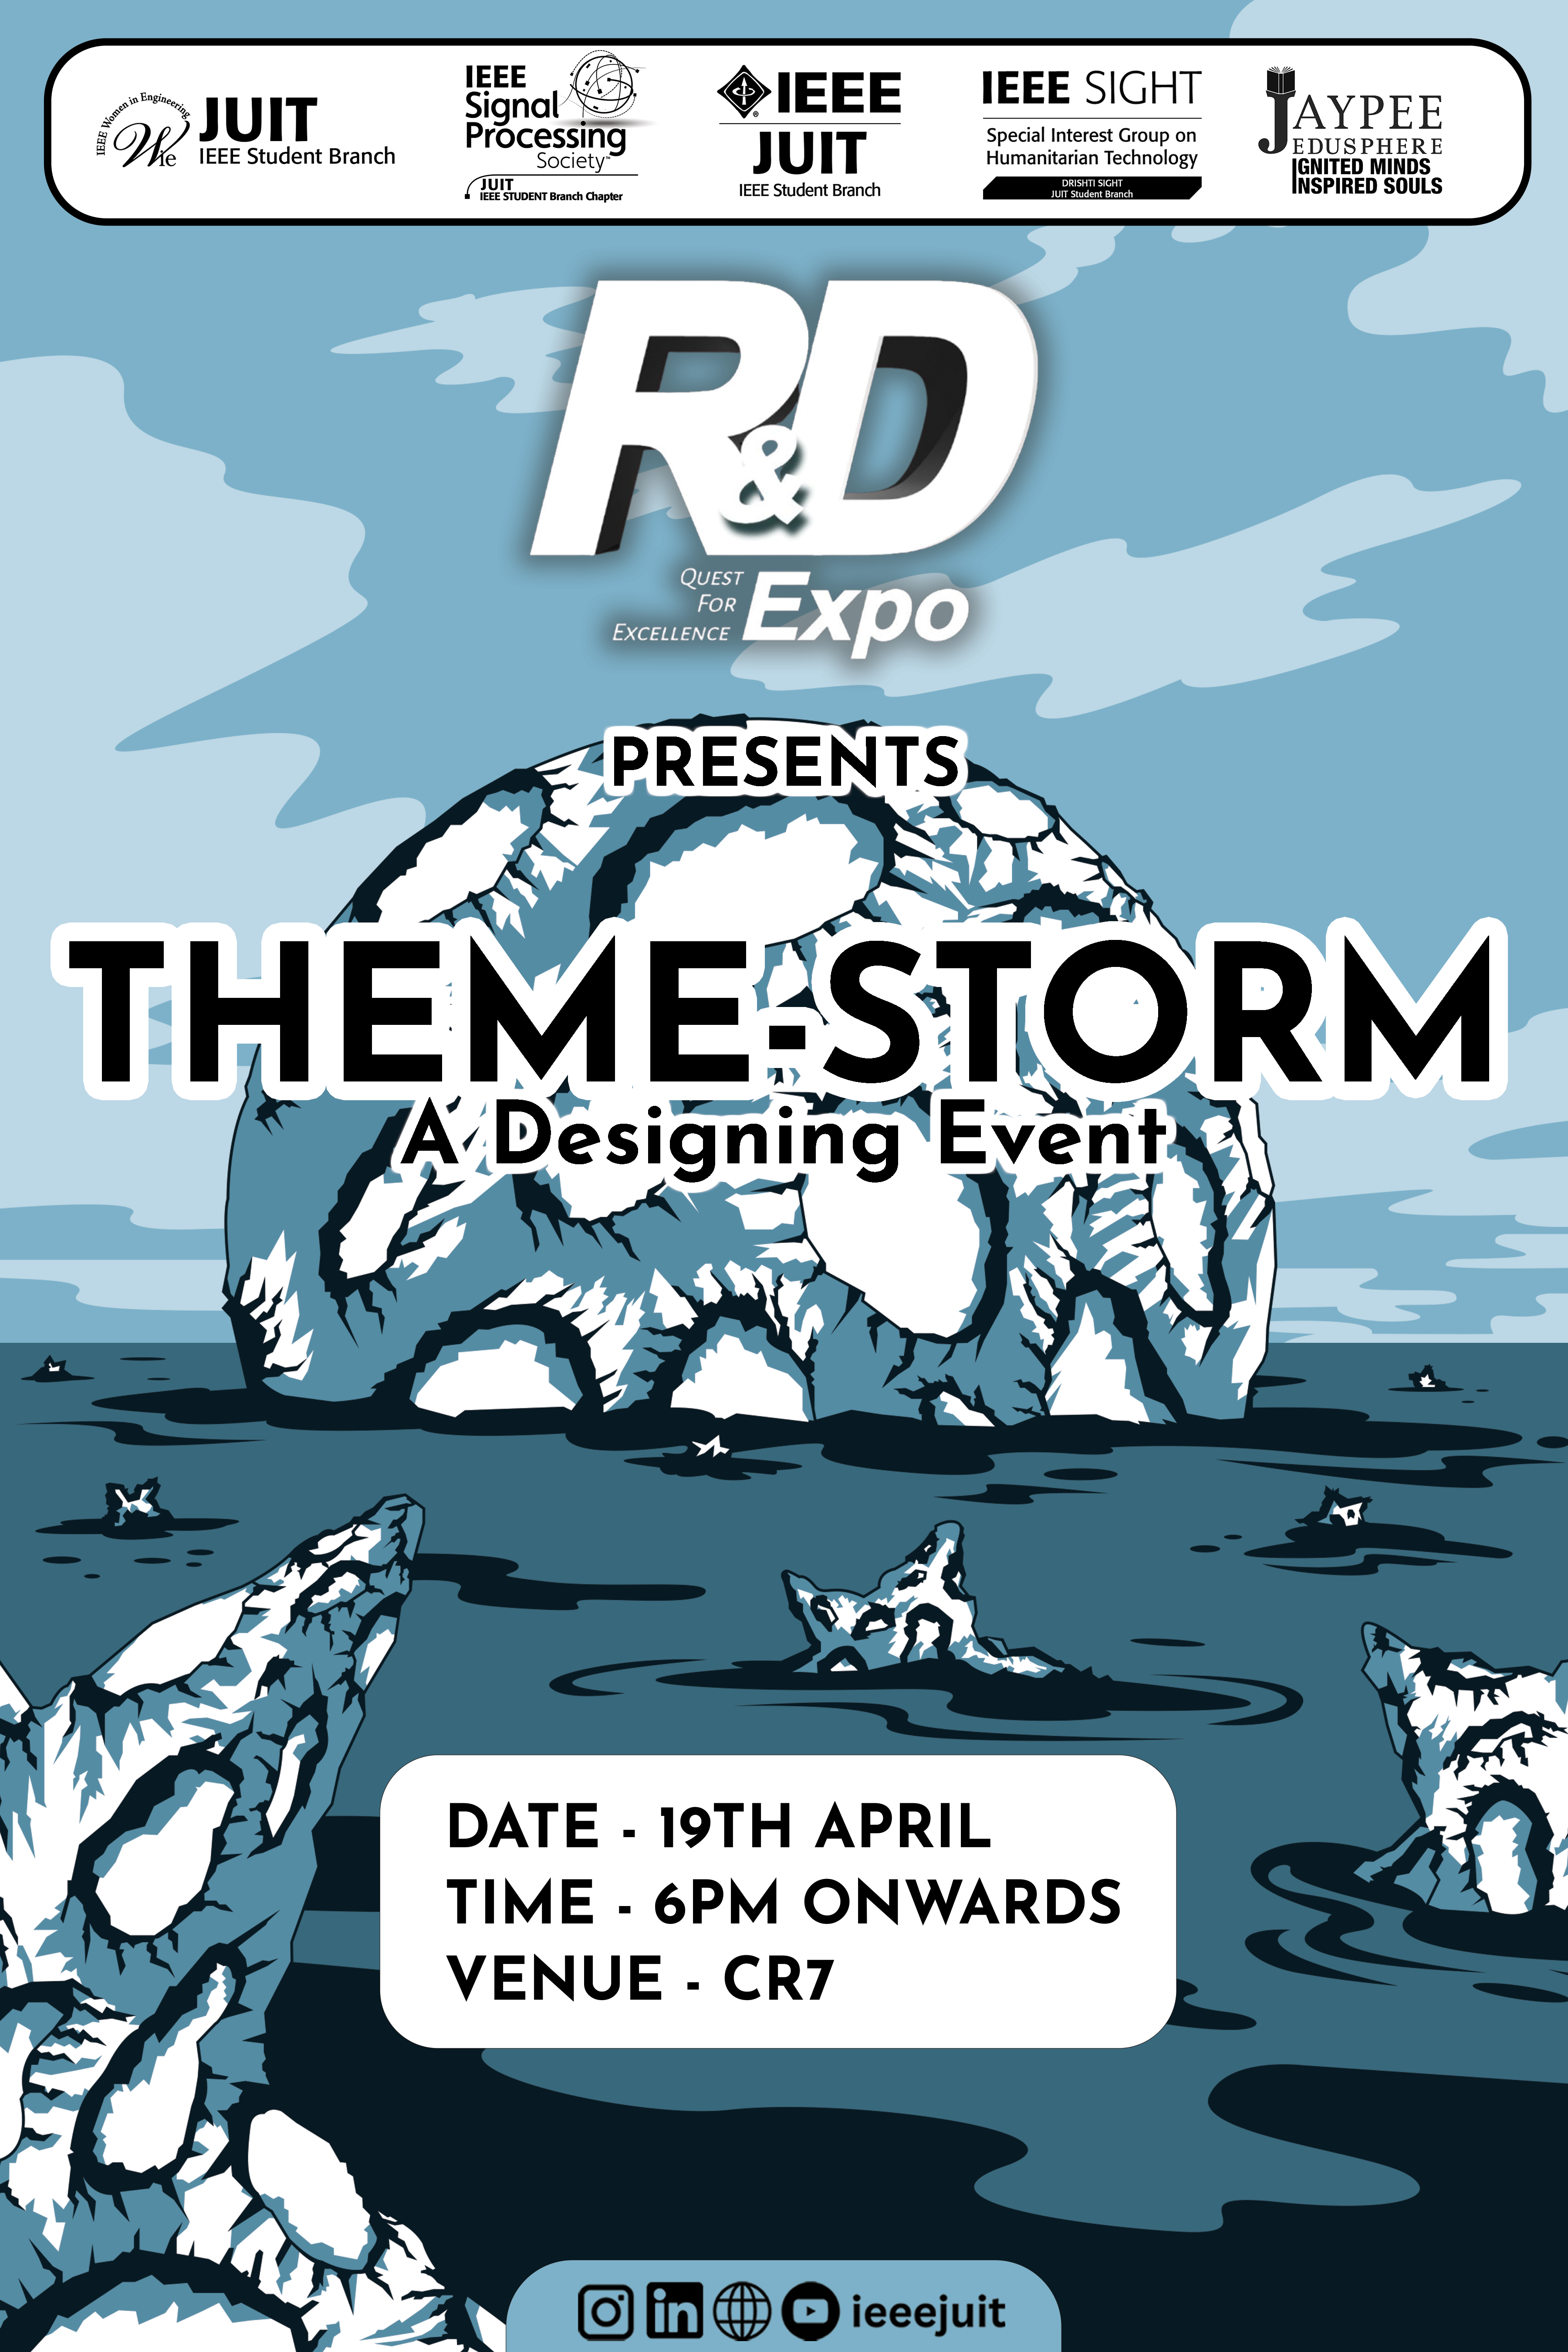 IEEE Women in Engineering
WIE
JUIT
IEEE Student Branch
IEEE
Signal
Processing
Society™
JUIT
IEEE STUDENT Branch Chapter
IEEE
JUIT
IEEE Student Branch
IEEE SIGHT
Special Interest Group on
Humanitarian Technology
DRISHTI SIGHT
JUIT Student Branch
JAYPEE
EDUSPHERE
IGNITED MINDS
INSPIRED SOULS
R&D
QUEST
FOR
EXCELLENCE
Expo
PRESENTS
THEME-STORM
A Designing Event
DATE - 19TH APRIL
TIME - 6PM ONWARDS
VENUE - CR7
in ieeejuit